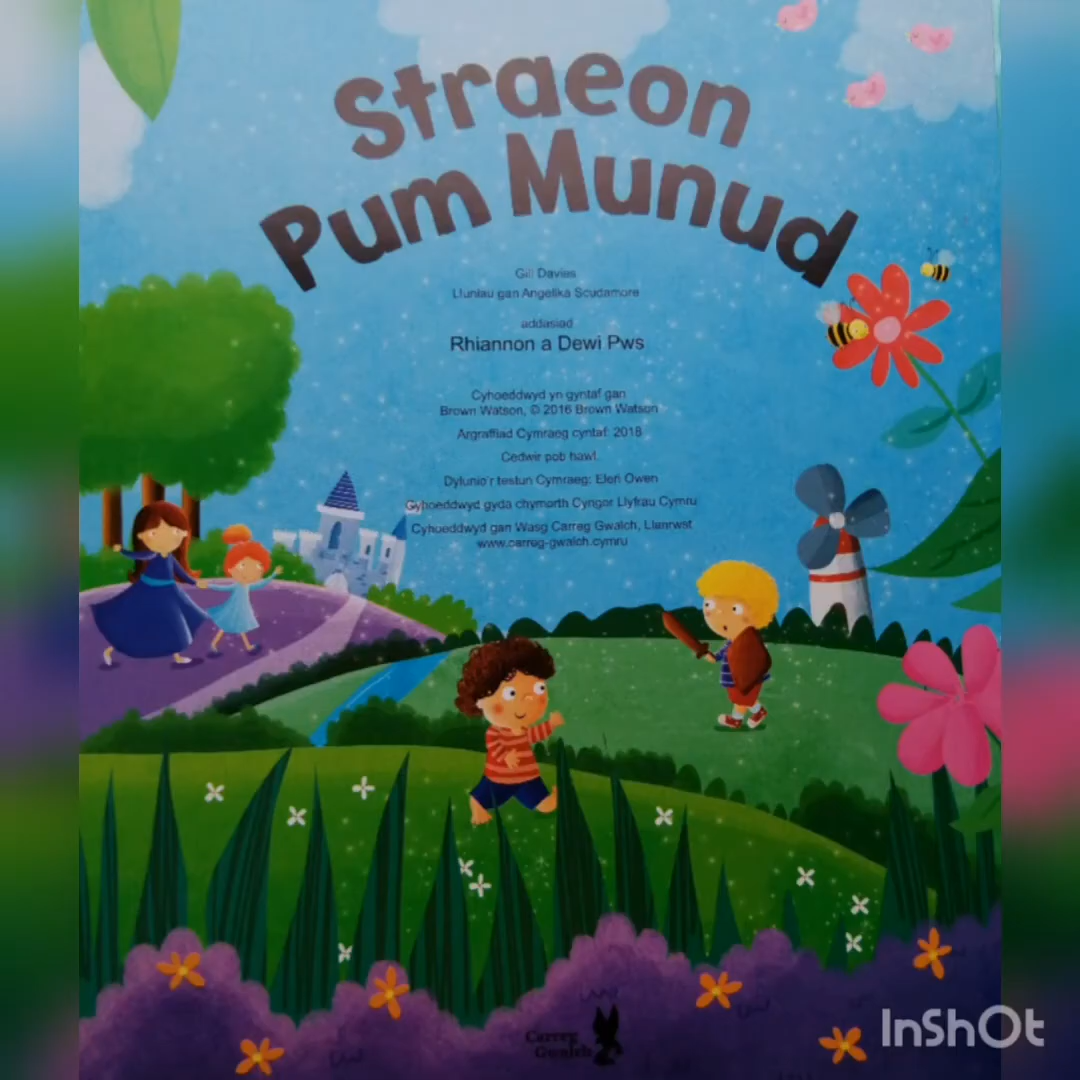 Straeon
Pum Munud
Gill Davies
Lluniau gan Angelika Scudamore
addasiad
Rhiannon a Dewi Pws
Cyhoeddwyd yn gyntaf gan
Brown Watson, © 2016 Brown Watson
Argraffiad Cymraeg cyntaf: 2018
Cedwir pob hawl.
Dylunio'r testun Cymraeg: Eleri Owen
Cyhoeddwyd gyda chymorth Cyngor Llyfrau Cymru
Cyhoeddwyd gan Wasg Carreg Gwalch, Llanrwst
www.carreg-gwalch.cymru
Carreg
Gwalch
InShOt